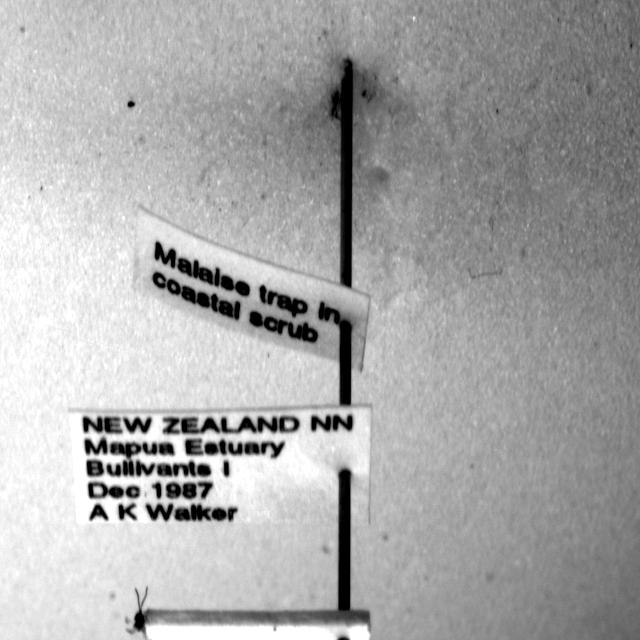 Malaise trap in
coastal scrub
NEW ZEALAND NN
Mapua Estuary
Bullivants I
Dec 1987
A K Walker